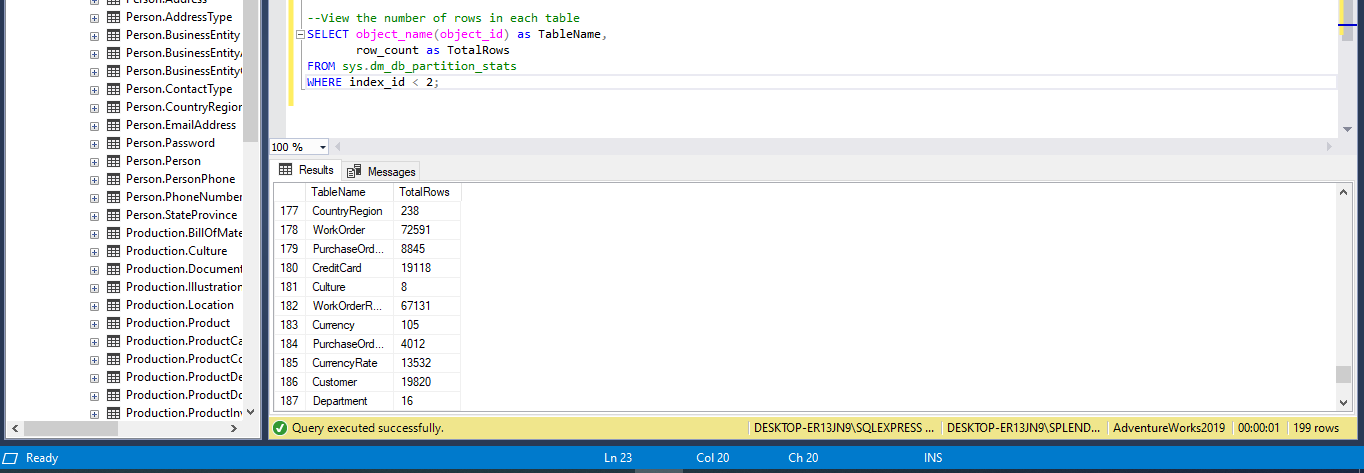 Person.Address
Person.AddressType
Person.BusinessEntity
Person.BusinessEntity
Person.BusinessEntity
Person.ContactType
Person.CountryRegion
Person.EmailAddress
Person.Password
Person.Person
Person.PersonPhone
Person.PhoneNumber
Person.StateProvince
Production.BillOfMate
Production.Culture
Production.Document
Production.Illustration
Production.Location
Production.Product
Production.ProductCa
Production.ProductCo
Production.ProductDe
Production.ProductDo
Production.ProductInv
--View the number of rows in each table
SELECT object_name(object_id) as TableName,
row_count as TotalRows
FROM sys.dm_db_partition_stats
WHERE index_id < 2;
100 %
Results Messages
TableName TotalRows
177 CountryRegion 238
178 WorkOrder 72591
179 PurchaseOrd... 8845
180 CreditCard 19118
181 Culture 8
182 WorkOrderR... 67131
183 Currency 105
184 PurchaseOrd... 4012
185 CurrencyRate 13532
186 Customer 19820
187 Department 16
Query executed successfully. DESKTOP-ER13JN9\SQLEXPRESS ... DESKTOP-ER13JN9\SPLEND... AdventureWorks2019 00:00:01 199 rows
Ready Ln 23 Col 20 Ch 20 INS